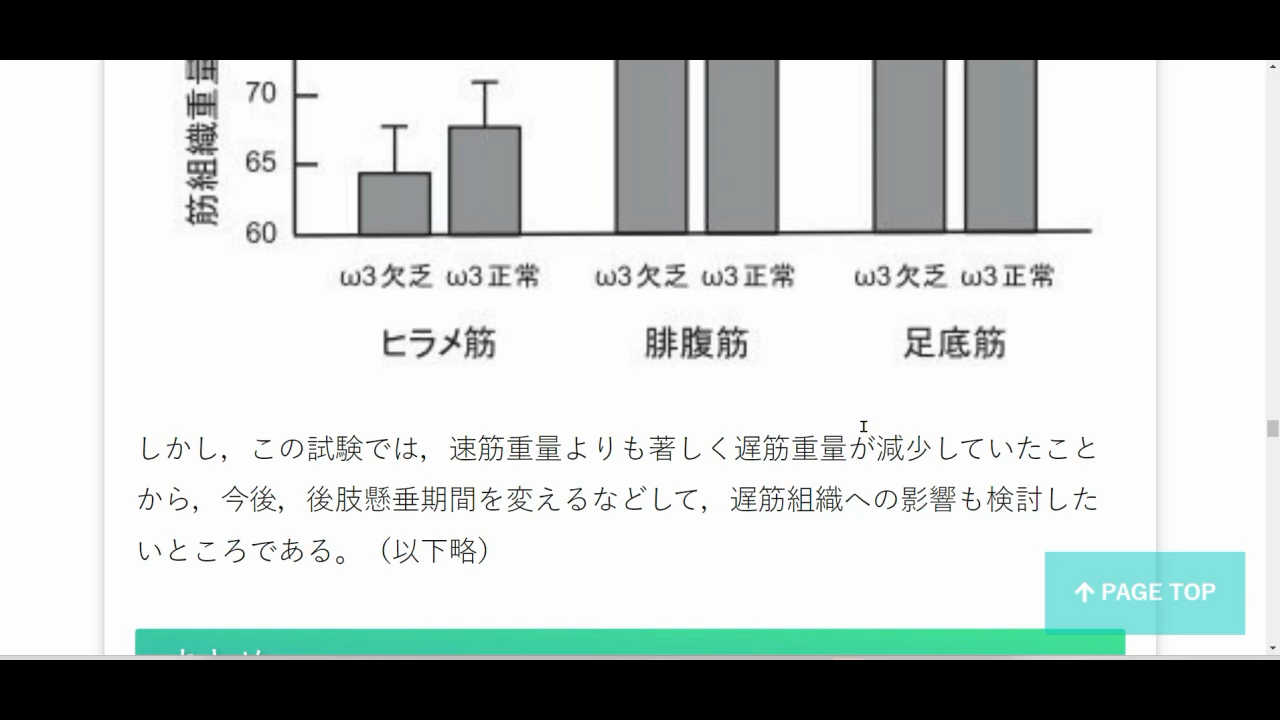 筋組織重量
70
65
60
ω3欠乏 ω3正常 ω3欠乏 ω3正常 ω3欠乏 ω3正常
ヒラメ筋 腓腹筋 足底筋
しかし，この試験では，速筋重量よりも著しく遅筋重量が減少していたこと
から，今後，後肢懸垂期間を変えるなどして，遅筋組織への影響も検討した
いところである。（以下略）
↑ PAGE TOP